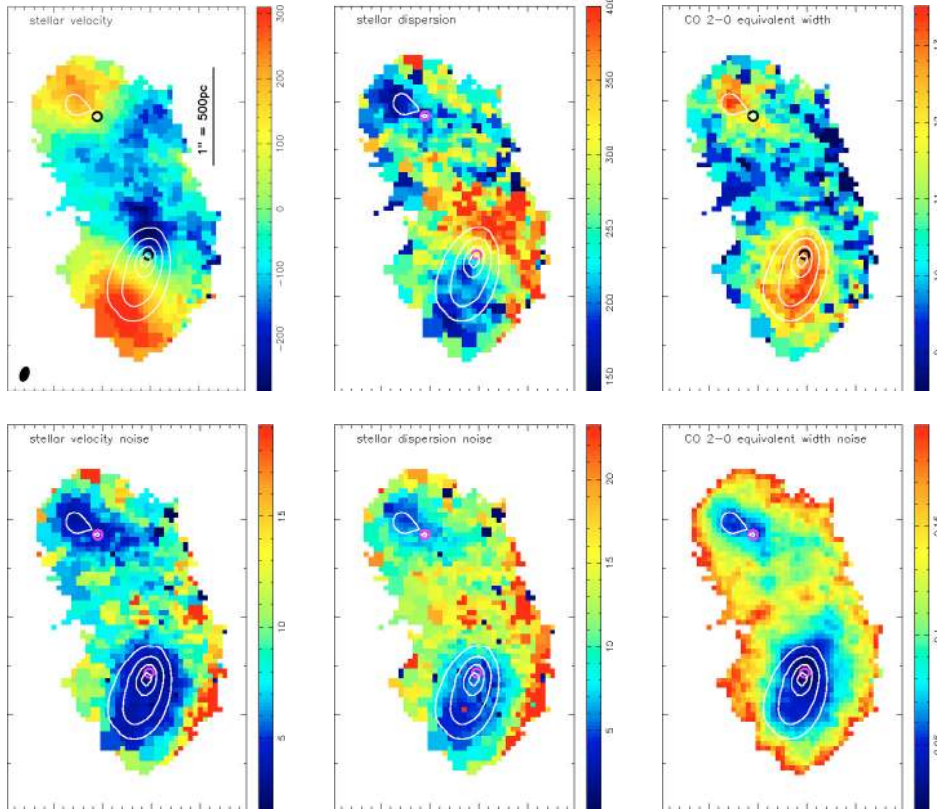 stellar velocity
stellar dispersion
CO 2-0 equivalent width
1" = 500pc
300
200
100
0
-100
-200
400
350
300
250
200
150
stellar velocity noise
stellar dispersion noise
CO 2-0 equivalent width noise
15
10
5
20
15
10
5